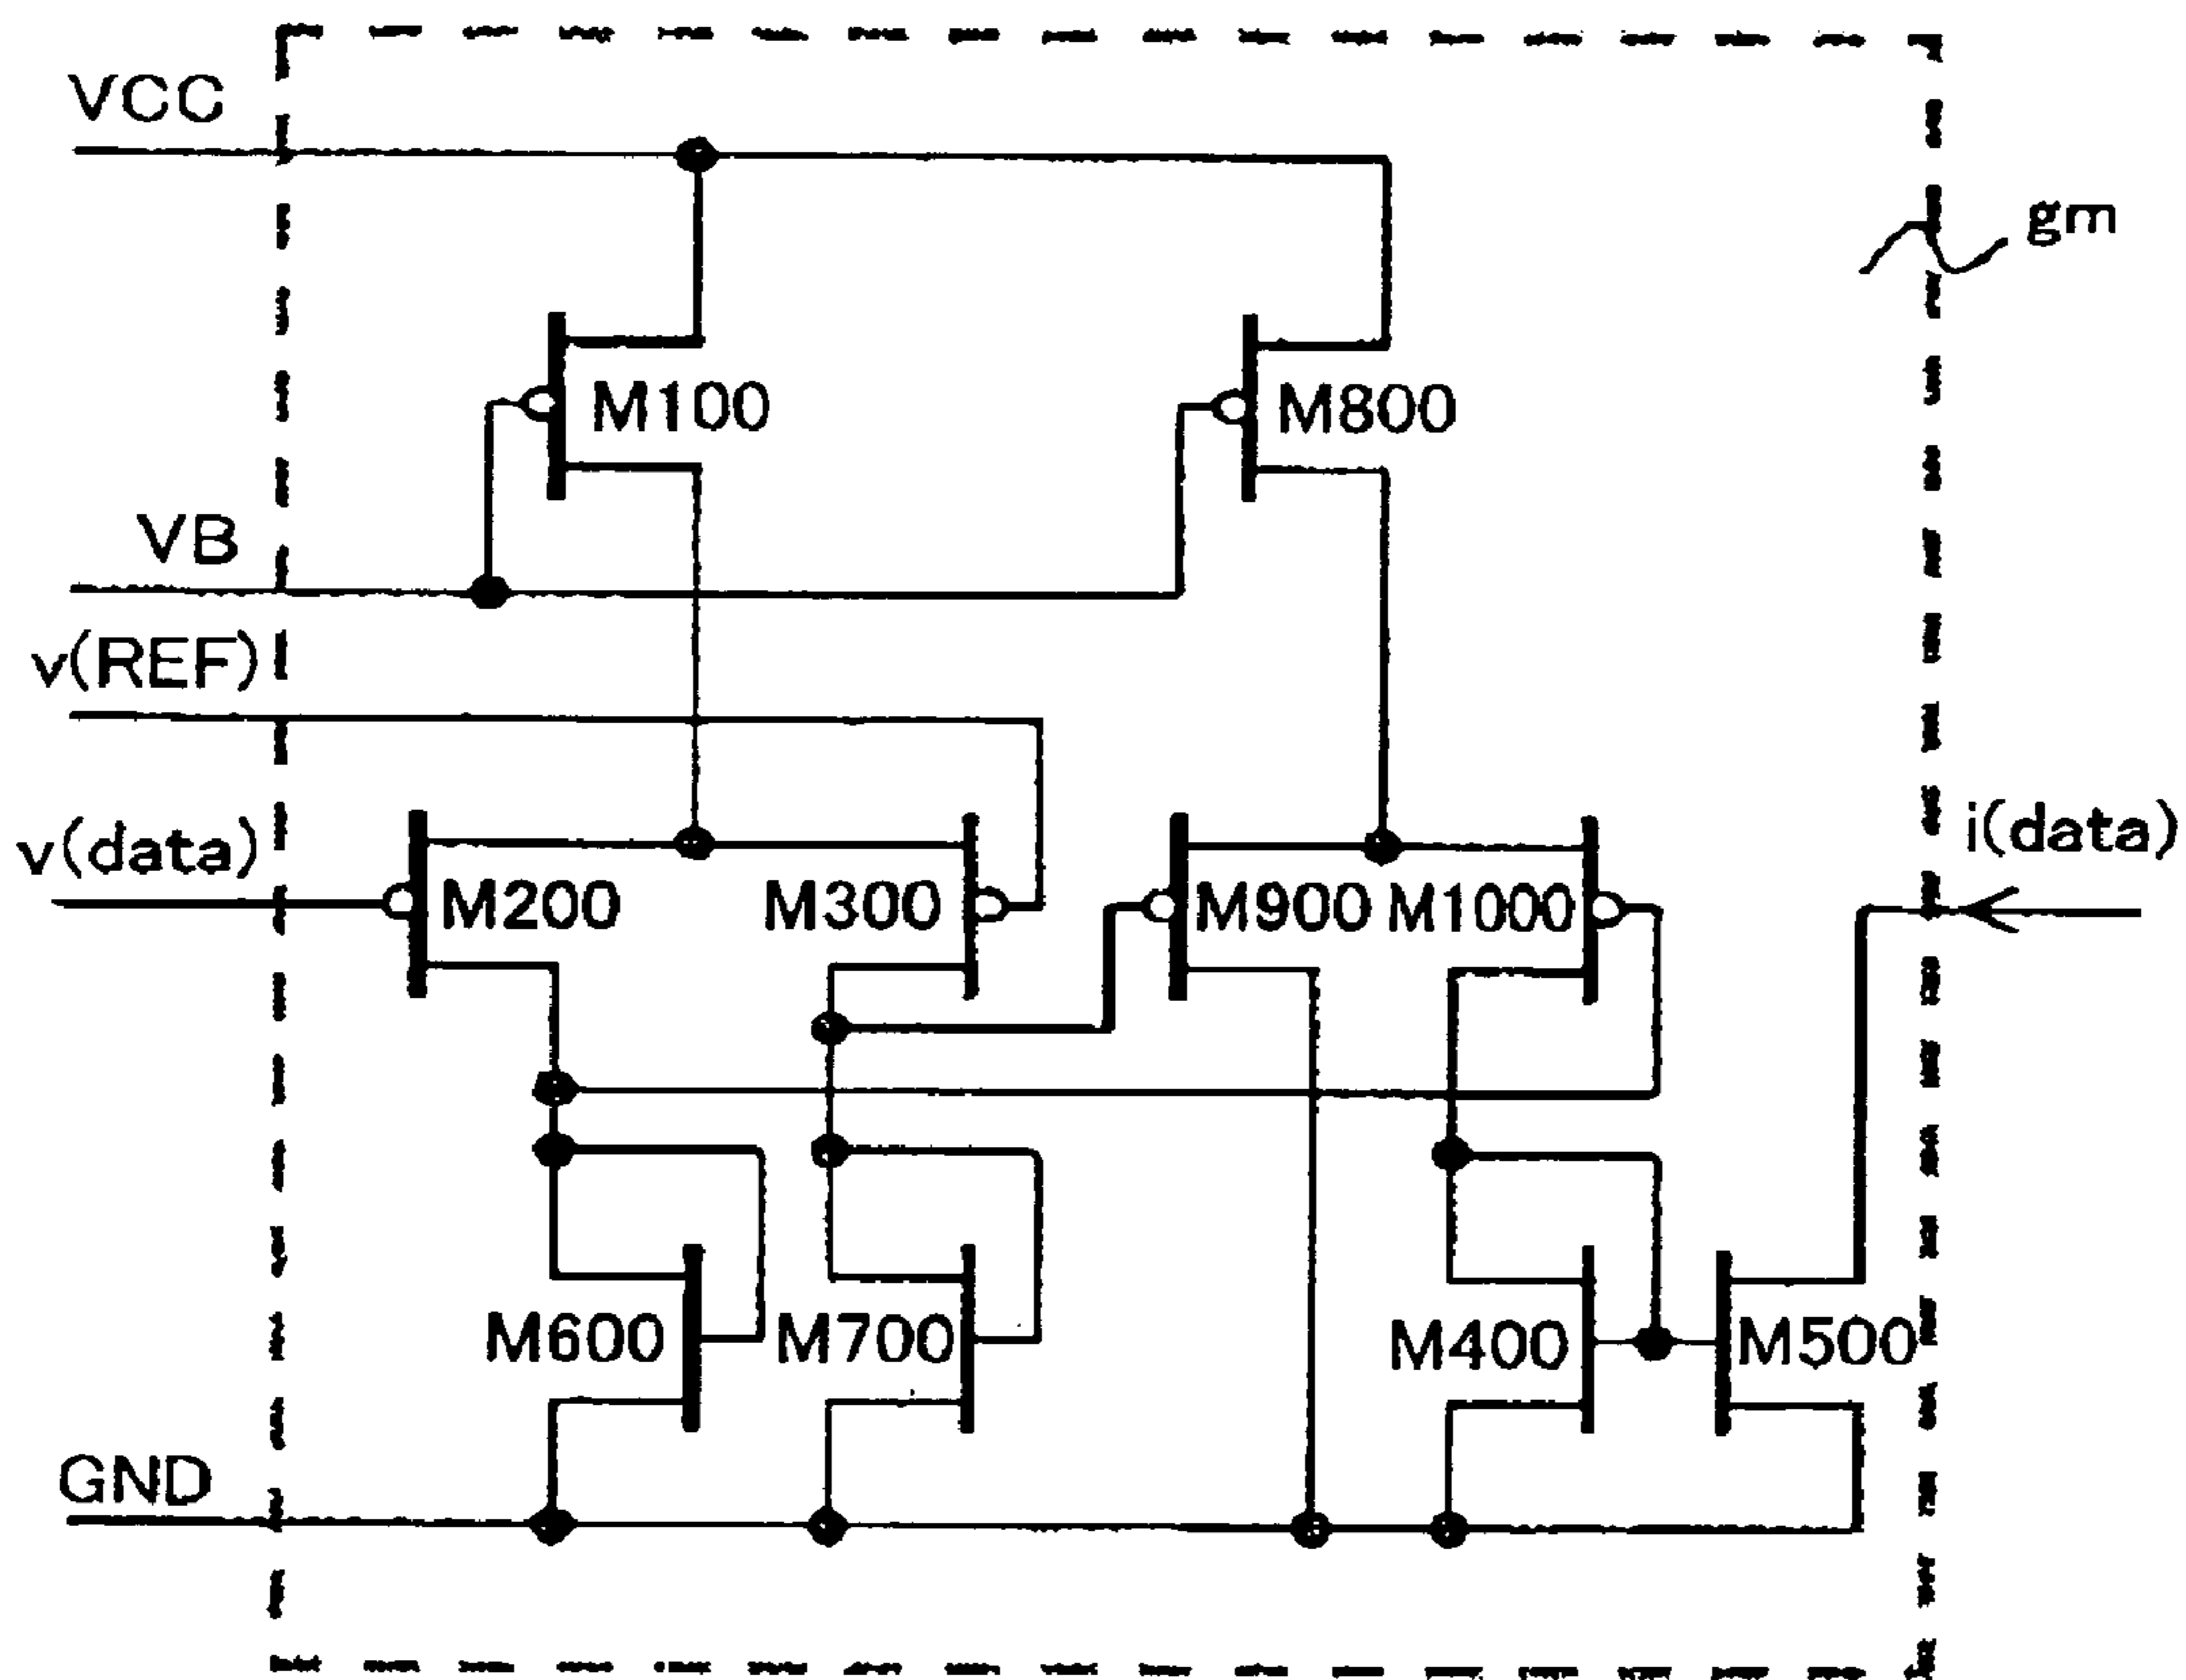 VCC
gm
M100
M800
VB
v(REF)
v(data)
M200
M300
M900
M1000
i(data)
M600
M700
M400
M500
GND